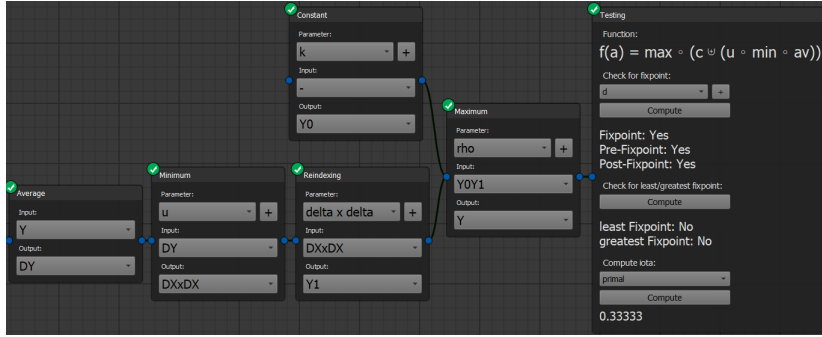 Constant
Parameter:
k
+
Input:
-
Output:
Y0
Average
Input:
Y
Output:
DY
Minimum
Parameter:
u
+
Input:
DY
Output:
DXxDX
Reindexing
Parameter:
delta x delta
+
Input:
DXxDX
Output:
Y1
Maximum
Parameter:
rho
+
Input:
Y0Y1
Output:
Y
Testing
Function:
f(a) = max ∘ (c ⊎ (u ∘ min ∘ av))
Check for fixpoint:
d
+
Compute
Fixpoint: Yes
Pre-Fixpoint: Yes
Post-Fixpoint: Yes
Check for least/greatest fixpoint:
Compute
least Fixpoint: No
greatest Fixpoint: No
Compute iota:
primal
Compute
0.33333